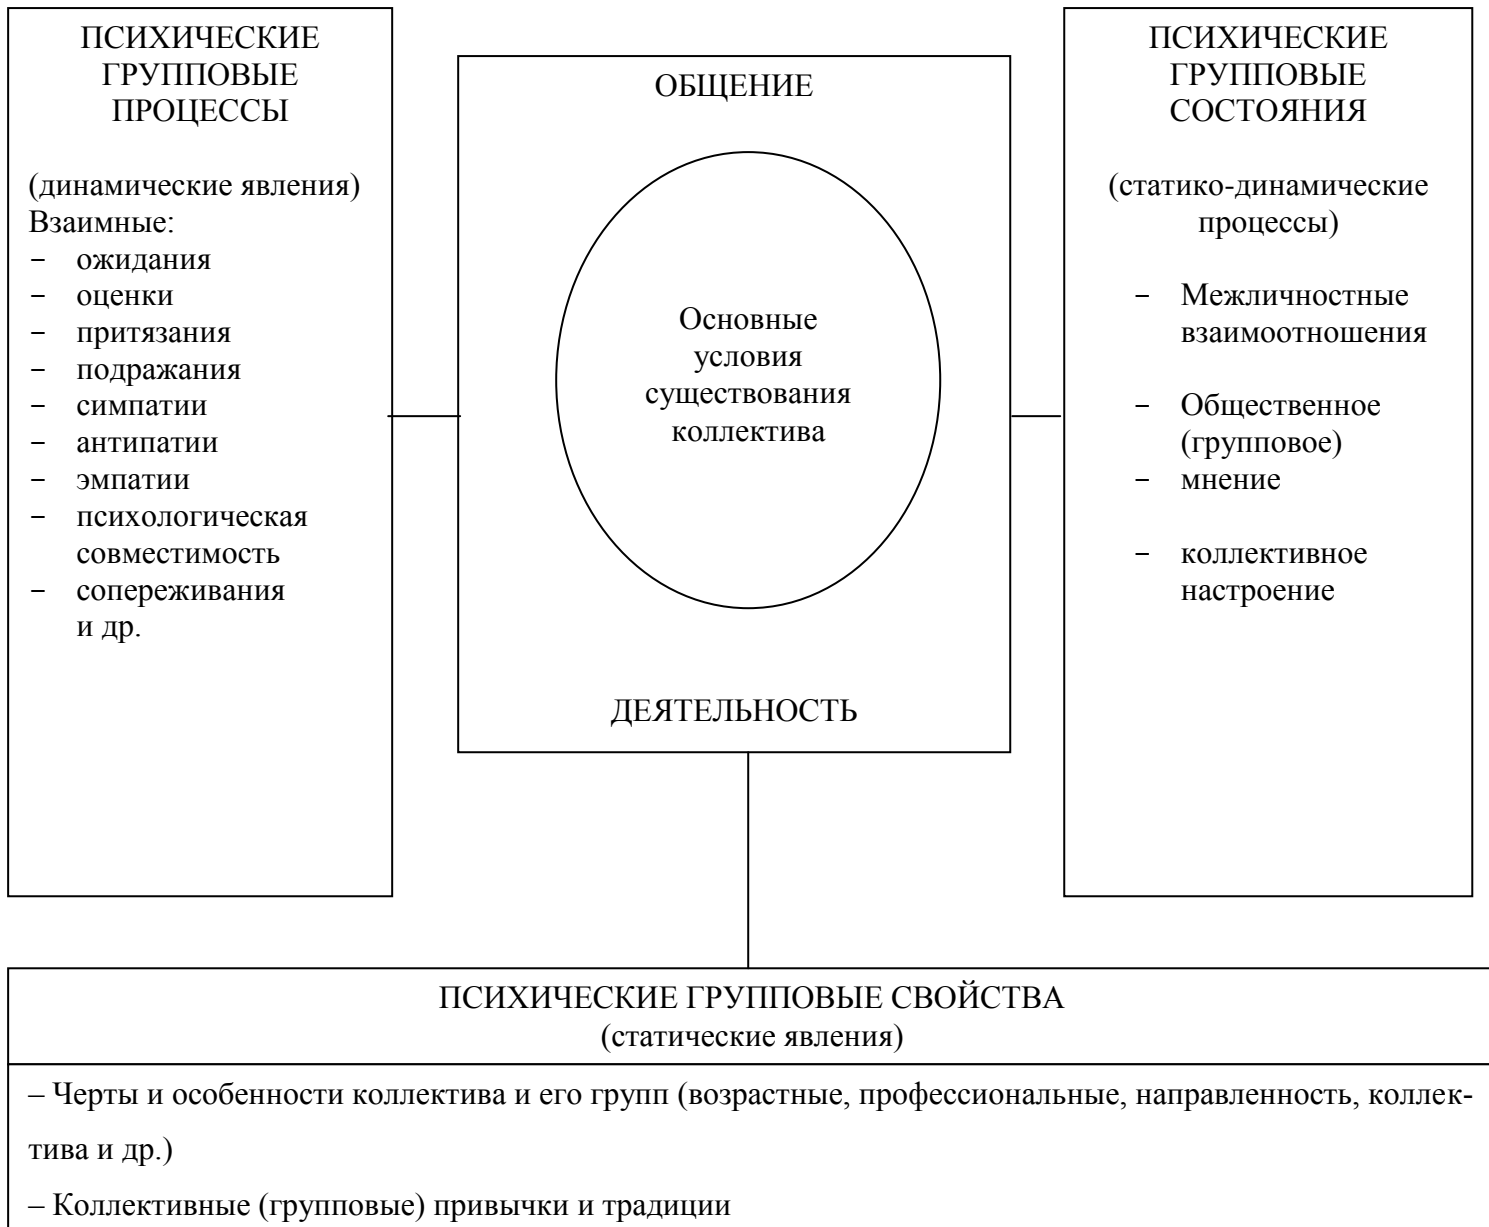 ПСИХИЧЕСКИЕ
ГРУППОВЫЕ
ПРОЦЕССЫ
(динамические явления)
Взаимные:
– ожидания
– оценки
– притязания
– подражания
– симпатии
– антипатии
– эмпатии
– психологическая
совместимость
– сопереживания
и др.
ОБЩЕНИЕ
Основные
условия
существования
коллектива
ДЕЯТЕЛЬНОСТЬ
ПСИХИЧЕСКИЕ
ГРУППОВЫЕ
СОСТОЯНИЯ
(статико-динамические
процессы)
– Межличностные
взаимоотношения
– Общественное
(групповое)
– мнение
– коллективное
настроение
ПСИХИЧЕСКИЕ ГРУППОВЫЕ СВОЙСТВА
(статические явления)
– Черты и особенности коллектива и его групп (возрастные, профессиональные, направленность, коллек-
тива и др.)
– Коллективные (групповые) привычки и традиции